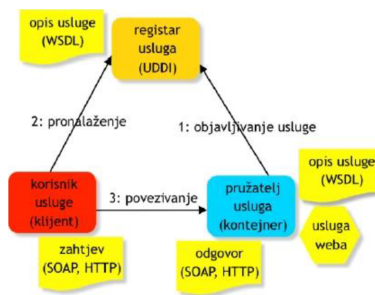 opis usluge
(WSDL)
registar
usluga
(UDDI)
2: pronalaženje
1: objavljivanje usluge
opis usluge
(WSDL)
korisnik
usluge
(klijent)
3: povezivanje
pružatelj
usluga
(kontejner)
usluga
weba
zahtjev
(SOAP, HTTP)
odgovor
(SOAP, HTTP)